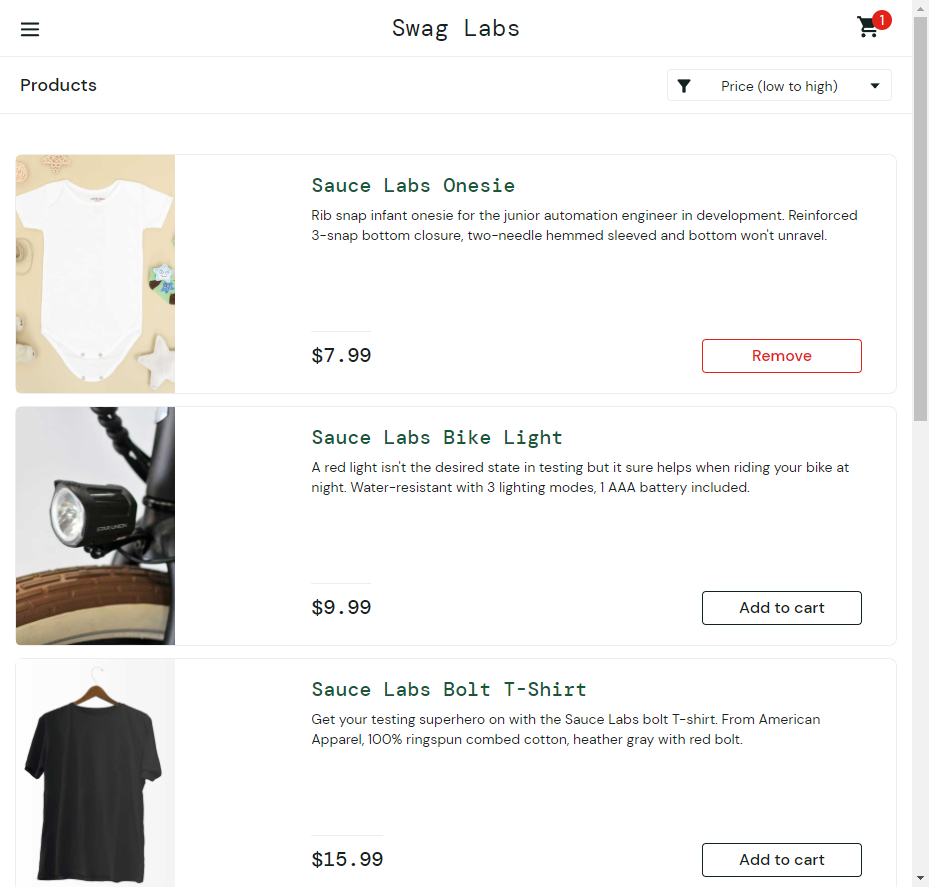 Swag Labs
1
Products
Price (low to high)
Sauce Labs Onesie
Rib snap infant onesie for the junior automation engineer in development. Reinforced
3-snap bottom closure, two-needle hemmed sleeved and bottom won't unravel.
$7.99
Remove
Sauce Labs Bike Light
A red light isn't the desired state in testing but it sure helps when riding your bike at
night. Water-resistant with 3 lighting modes, 1 AAA battery included.
$9.99
Add to cart
Sauce Labs Bolt T-Shirt
Get your testing superhero on with the Sauce Labs bolt T-shirt. From American
Apparel, 100% ringspun combed cotton, heather gray with red bolt.
$15.99
Add to cart